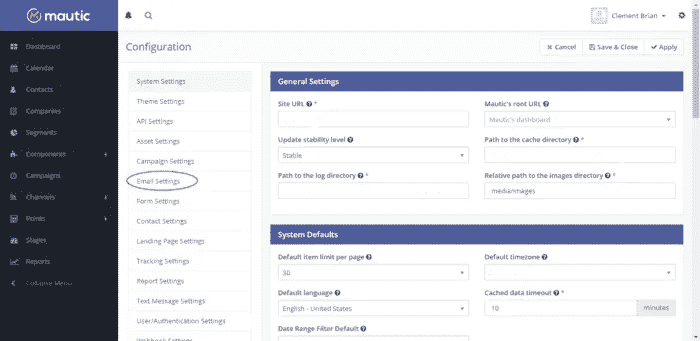 mautic
Clement Brian
Dashboard
Calendar
Contacts
Companies
Segments
Components
Campaigns
Channels
Points
Stages
Reports
Collapse Menu
Configuration
Cancel
Save & Close
Apply
System Settings
Theme Settings
API Settings
Asset Settings
Campaign Settings
Email Settings
Form Settings
Contact Settings
Landing Page Settings
Tracking Settings
Report Settings
Text Message Settings
User/Authentication Settings
Webhook Settings
General Settings
Site URL *
Mautic's root URL
Mautic's dashboard
Update stability level
Stable
Path to the cache directory *
Path to the log directory *
Relative path to the images directory *
media/images
System Defaults
Default item limit per page
30
Default timezone
Default language
English - United States
Cached data timeout *
10
minutes
Date Range Filter Default